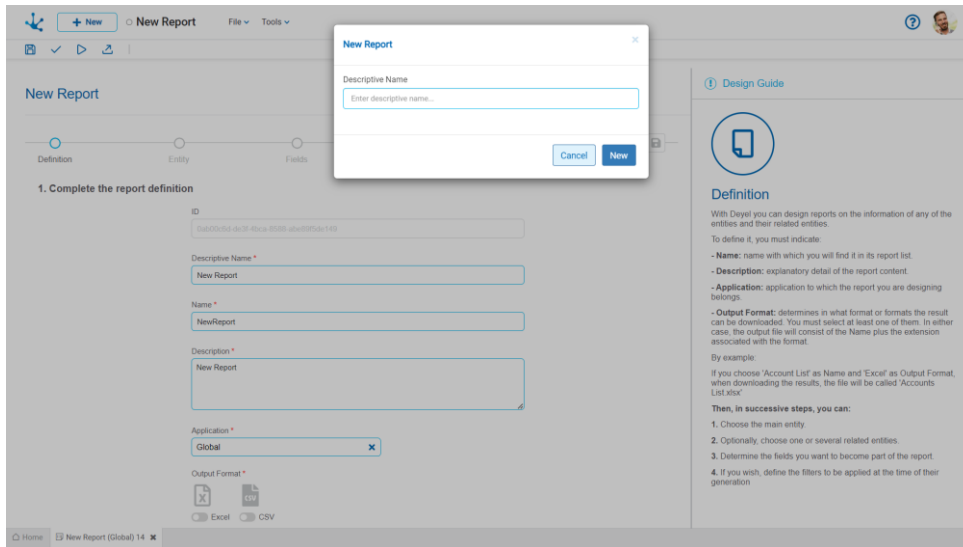 New
New Report
File
Tools
New Report
×
Descriptive Name
Enter descriptive name...
Cancel
New
New Report
Definition
Entity
Fields
1. Complete the report definition
ID
Descriptive Name *
New Report
Name *
NewReport
Description *
New Report
Application *
Global
Output Format *
X
CSV
Excel
CSV
Design Guide
Definition
With Deyel you can design reports on the information of any of the
entities and their related entities.
To define it, you must indicate:
- Name: name with which you will find it in its report list.
- Description: explanatory detail of the report content.
- Application: application to which the report you are designing
belongs.
- Output Format: determines in what format or formats the result
can be downloaded. You must select at least one of them. In either
case, the output file will consist of the Name plus the extension
associated with the format.
By example:
If you choose 'Account List' as Name and 'Excel' as Output Format,
when downloading the results, the file will be called 'Accounts
List.xlsx'
Then, in successive steps, you can:
1. Choose the main entity.
2. Optionally, choose one or several related entities.
3. Determine the fields you want to become part of the report.
4. If you wish, define the filters to be applied at the time of their
generation
Home
New Report (Global) 14